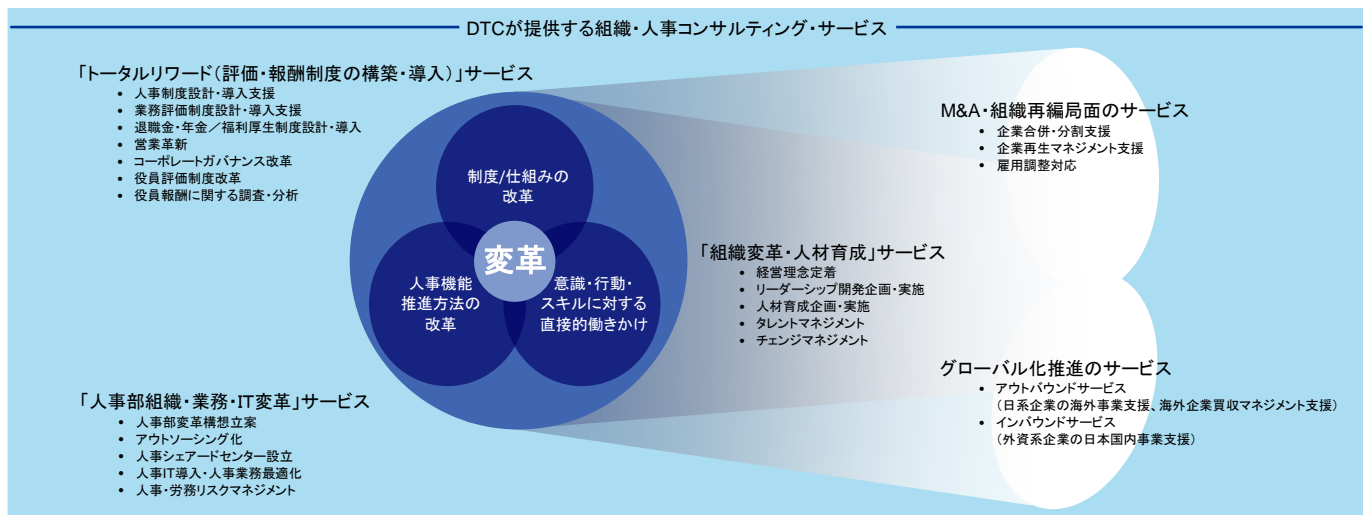 DTCが提供する組織・人事コンサルティング・サービス
「トータルリワード(評価・報酬制度の構築・導入)」サービス
• 人事制度設計・導入支援
• 業務評価制度設計・導入支援
• 退職金・年金/福利厚生制度設計・導入
• 営業革新
• コーポレートガバナンス改革
• 役員評価制度改革
• 役員報酬に関する調査・分析
制度/仕組みの
改革
変革
人事機能
推進方法の
改革
意識・行動・
スキルに対する
直接的働きかけ
「人事部組織・業務・IT変革」サービス
• 人事部変革構想立案
• アウトソーシング化
• 人事シェアードセンター設立
• 人事IT導入・人事業務最適化
• 人事・労務リスクマネジメント
「組織変革・人材育成」サービス
• 経営理念定着
• リーダーシップ開発企画・実施
• 人材育成企画・実施
• タレントマネジメント
• チェンジマネジメント
M&A・組織再編局面のサービス
• 企業合併・分割支援
• 企業再生マネジメント支援
• 雇用調整対応
グローバル化推進のサービス
• アウトバウンドサービス
(日系企業の海外事業支援、海外企業買収マネジメント支援)
• インバウンドサービス
(外資系企業の日本国内事業支援)